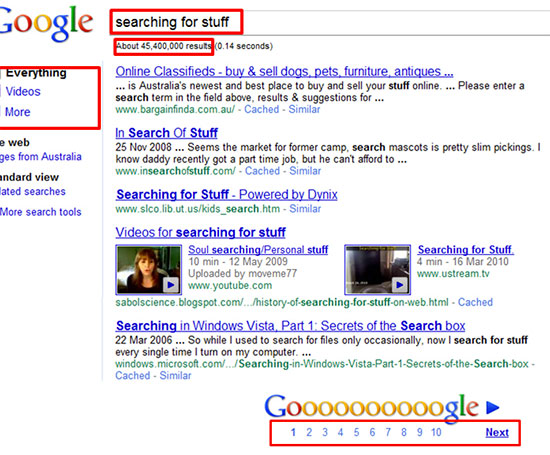 Google
searching for stuff
About 45,400,000 results (0.14 seconds)
Everything
Videos
More
e web
ges from Australia
ndard view
ated searches
More search tools
Online Classifieds - buy & sell dogs, pets, furniture, antiques ...
... is Australia's newest and best place to buy and sell your stuff online. ... Please enter a
search term in the field above, results & suggestions for ...
www.bargainfinda.com.au/ - Cached - Similar
In Search Of Stuff
25 Nov 2008 ... Seems the market for former camp, search mascots is pretty slim pickings. I
know daddy recently got a part time job, but he can't afford to ...
www.insearchofstuff.com/ - Cached - Similar
Searching for Stuff - Powered by Dynix
www.slco.lib.ut.us/kids_search.htm - Similar
Videos for searching for stuff
Soul searching/Personal stuff
10 min - 12 May 2009
Uploaded by moveme77
www.youtube.com
Searching for Stuff.
4 min - 16 Mar 2010
www.ustream.tv
sabolscience.blogspot.com/.../history-of-searching-for-stuff-on-web.html - Cached
Searching in Windows Vista, Part 1: Secrets of the Search box
22 Mar 2006 ... So while I used to search for files only occasionally, now I search for stuff
every single time I turn on my computer. ...
windows.microsoft.com/.../Searching-in-Windows-Vista-Part-1-Secrets-of-the-Search-box -
Cached - Similar
Goooooooooogle
1 2 3 4 5 6 7 8 9 10 Next